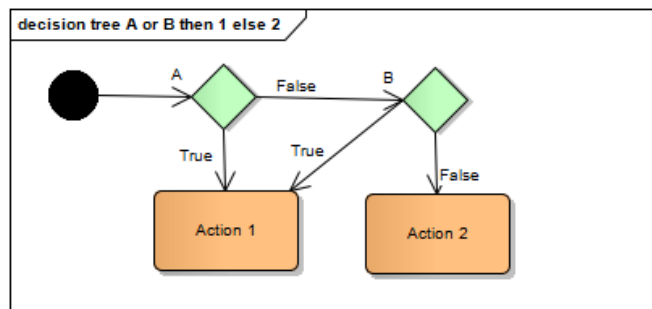 decision tree A or B then 1 else 2
A
False
B
True
True
False
Action 1
Action 2